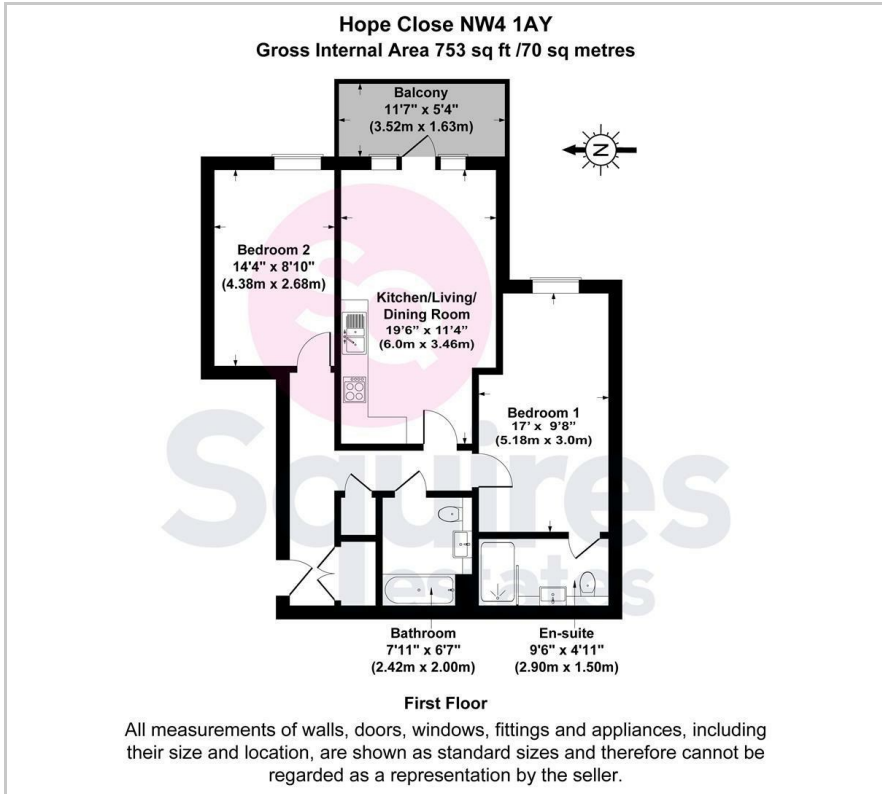 Hope Close NW4 1AY
Gross Internal Area 753 sq ft /70 sq metres
Balcony
11'7" x 5'4"
(3.52m x 1.63m)
N
Bedroom 2
14'4" x 8'10"
(4.38m x 2.68m)
Kitchen/Living/
Dining Room
19'6" x 11'4"
(6.0m x 3.46m)
Bedroom 1
17' x 9'8"
(5.18m x 3.0m)
SQ
Squires
estates
Bathroom
7'11" x 6'7"
(2.42m x 2.00m)
En-suite
9'6" x 4'11"
(2.90m x 1.50m)
First Floor
All measurements of walls, doors, windows, fittings and appliances, including
their size and location, are shown as standard sizes and therefore cannot be
regarded as a representation by the seller.